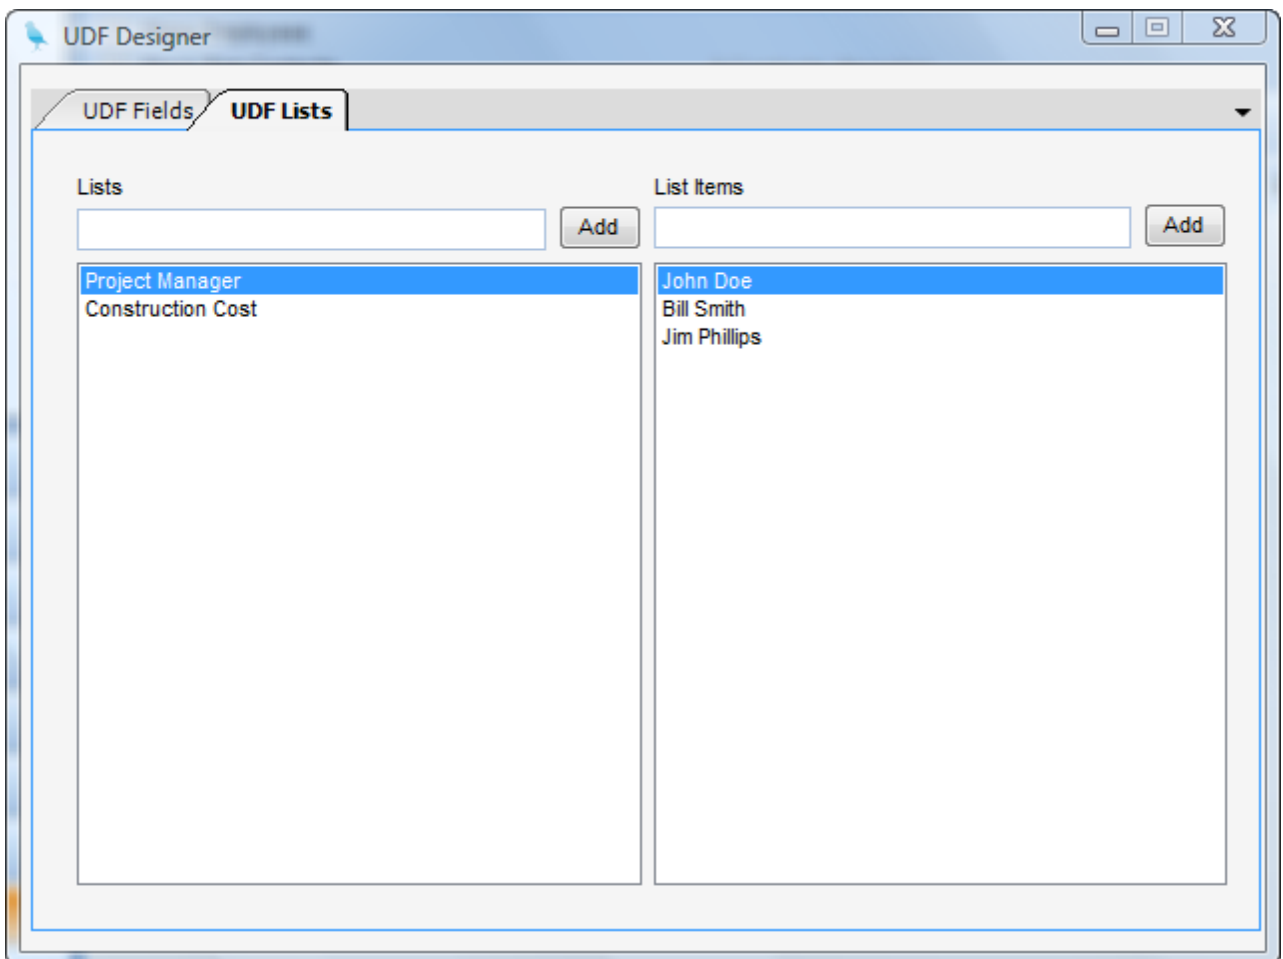 UDF Designer
UDF Fields UDF Lists
Lists
List Items
Add
Add
Project Manager
Construction Cost
John Doe
Bill Smith
Jim Phillips